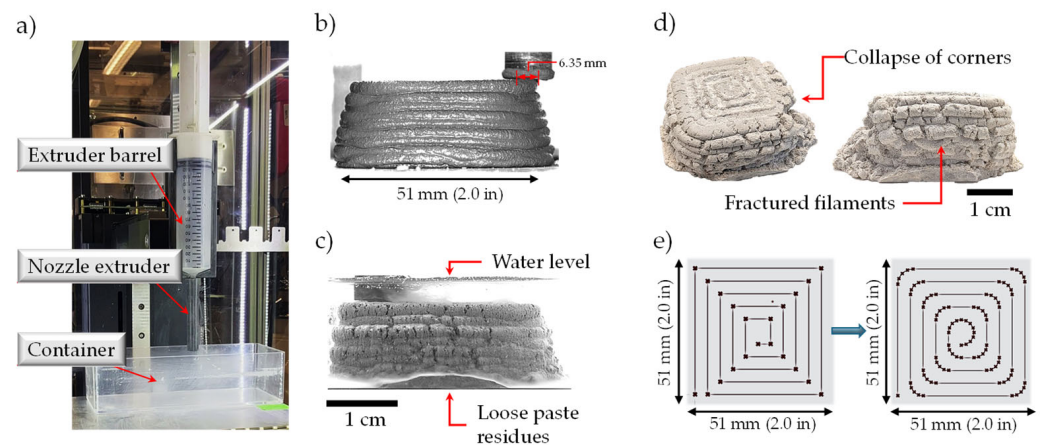 a)
Extruder barrel
Nozzle extruder
Container
b)
6.35 mm
51 mm (2.0 in)
c)
Water level
1 cm
Loose paste
residues
d)
Collapse of corners
Fractured filaments
1 cm
e)
51 mm (2.0 in)
51 mm (2.0 in)
51 mm (2.0 in)
51 mm (2.0 in)